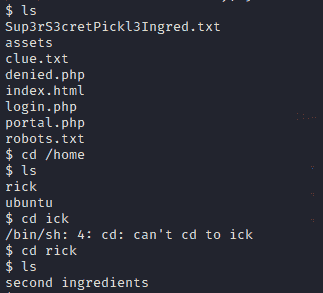 $ ls
Sup3rS3cretPickl3Ingred.txt
assets
clue.txt
denied.php
index.html
login.php
portal.php
robots.txt
$ cd /home
$ ls
rick
ubuntu
$ cd ick
/bin/sh: 4: cd: can't cd to ick
$ cd rick
$ ls
second ingredients